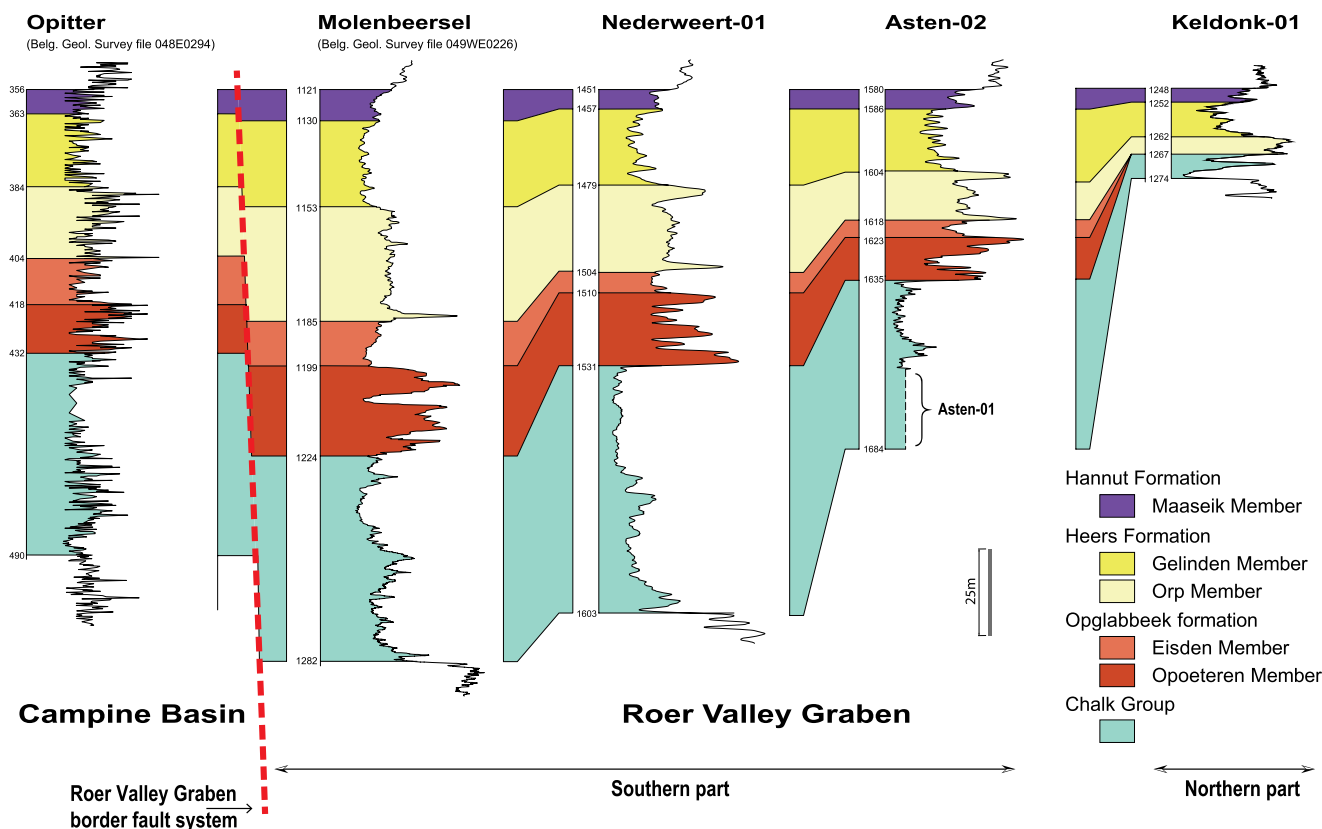 Opitter
(Belg. Geol. Survey file 048E0294)
Molenbeersel
(Belg. Geol. Survey file 049WE0226)
Nederweert-01
Asten-02
Keldonk-01
356
363
384
404
418
432
490
1121
1130
1153
1185
1199
1224
1282
1451
1457
1479
1504
1510
1531
1603
1580
1586
1604
1618
1623
1635
1684
Asten-01
1248
1252
1262
1267
1274
25m
Hannut Formation
Maaseik Member
Heers Formation
Gelinden Member
Orp Member
Opglabbeek formation
Eisden Member
Opoeteren Member
Chalk Group
Campine Basin
Roer Valley Graben
Roer Valley Graben
border fault system
Southern part
Northern part